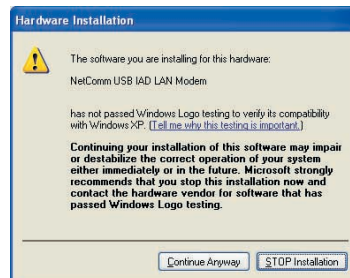 Hardware Installation
The software you are installing for this hardware:
NetComm USB IAD LAN Modem
has not passed Windows Logo testing to verify its compatibility
with Windows XP. (Tell me why this testing is important.)
Continuing your installation of this software may impair
or destabilize the correct operation of your system
either immediately or in the future. Microsoft strongly
recommends that you stop this installation now and
contact the hardware vendor for software that has
passed Windows Logo testing.
Continue Anyway
STOP Installation